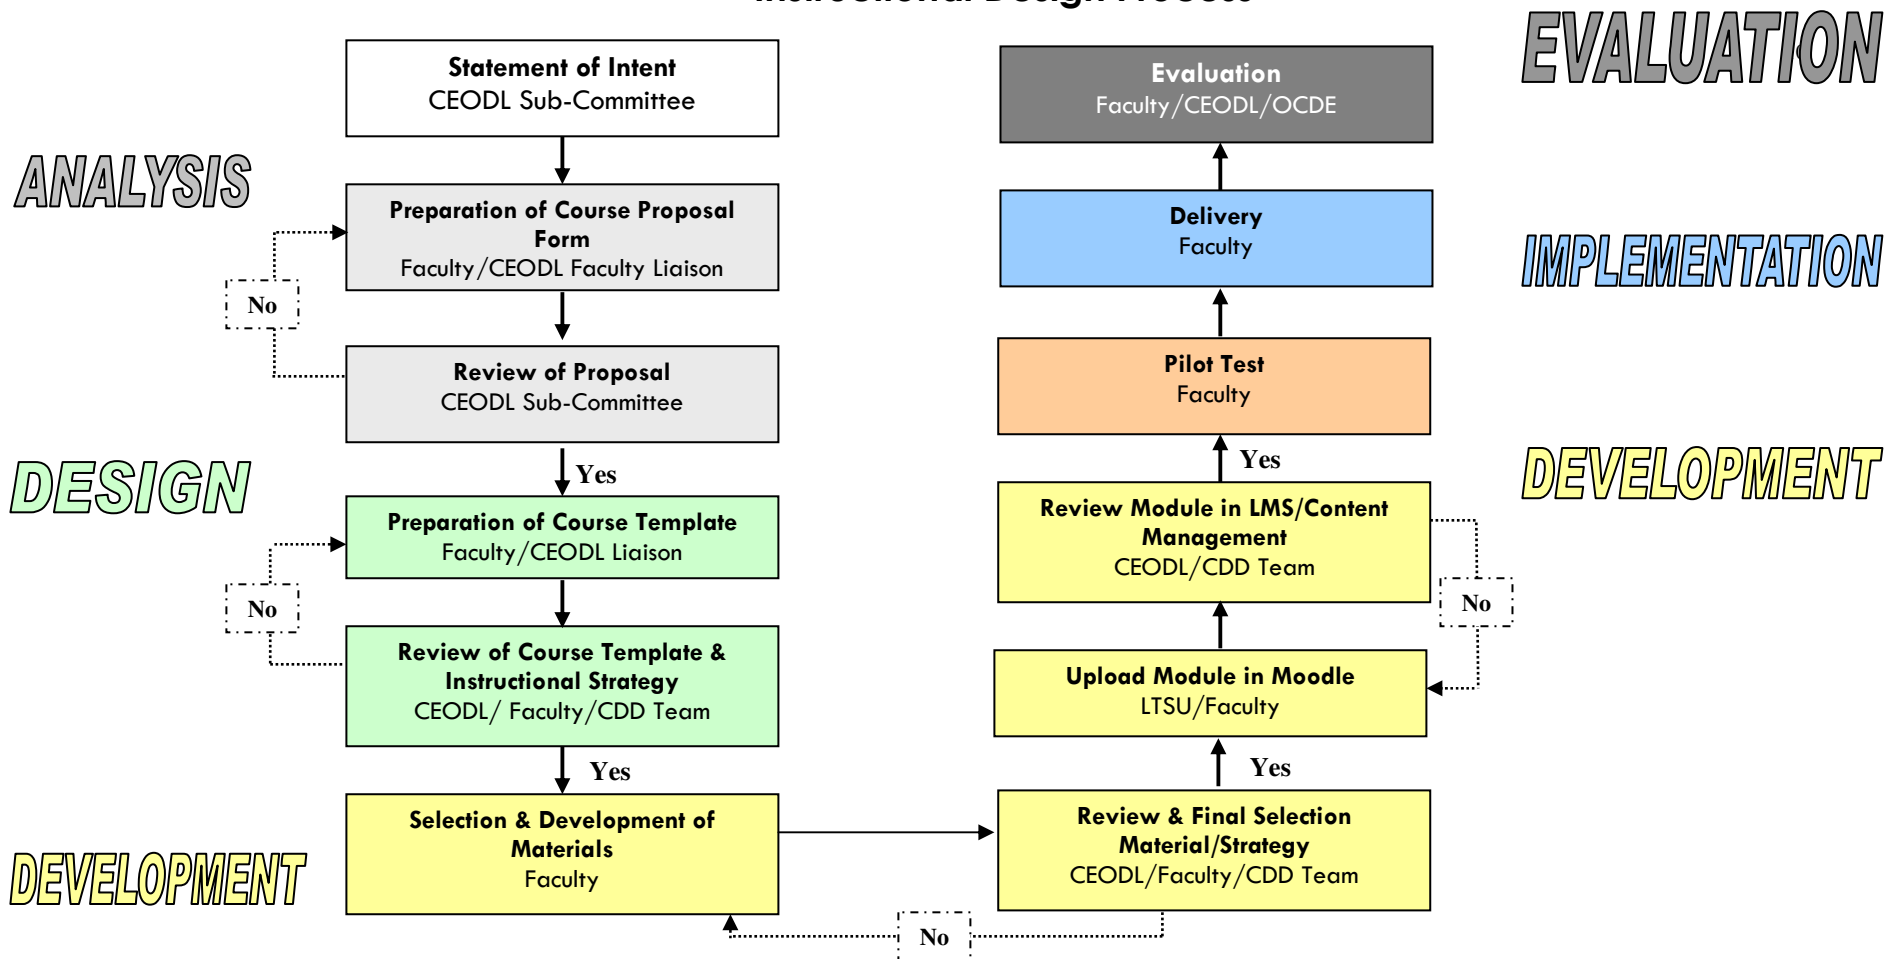 Instructional Design Process
EVALUATION
Statement of Intent
CEODL Sub-Committee
ANALYSIS
Preparation of Course Proposal
Form
Faculty/CEODL Faculty Liaison
No
Review of Proposal
CEODL Sub-Committee
Yes
DESIGN
Preparation of Course Template
Faculty/CEODL Liaison
No
Review of Course Template &
Instructional Strategy
CEODL/ Faculty/CDD Team
Yes
DEVELOPMENT
Selection & Development of
Materials
Faculty
No
Review & Final Selection
Material/Strategy
CEODL/Faculty/CDD Team
Yes
Upload Module in Moodle
LTSU/Faculty
No
Review Module in LMS/Content
Management
CEODL/CDD Team
DEVELOPMENT
Yes
Pilot Test
Faculty
IMPLEMENTATION
Delivery
Faculty
Evaluation
Faculty/CEODL/OCDE